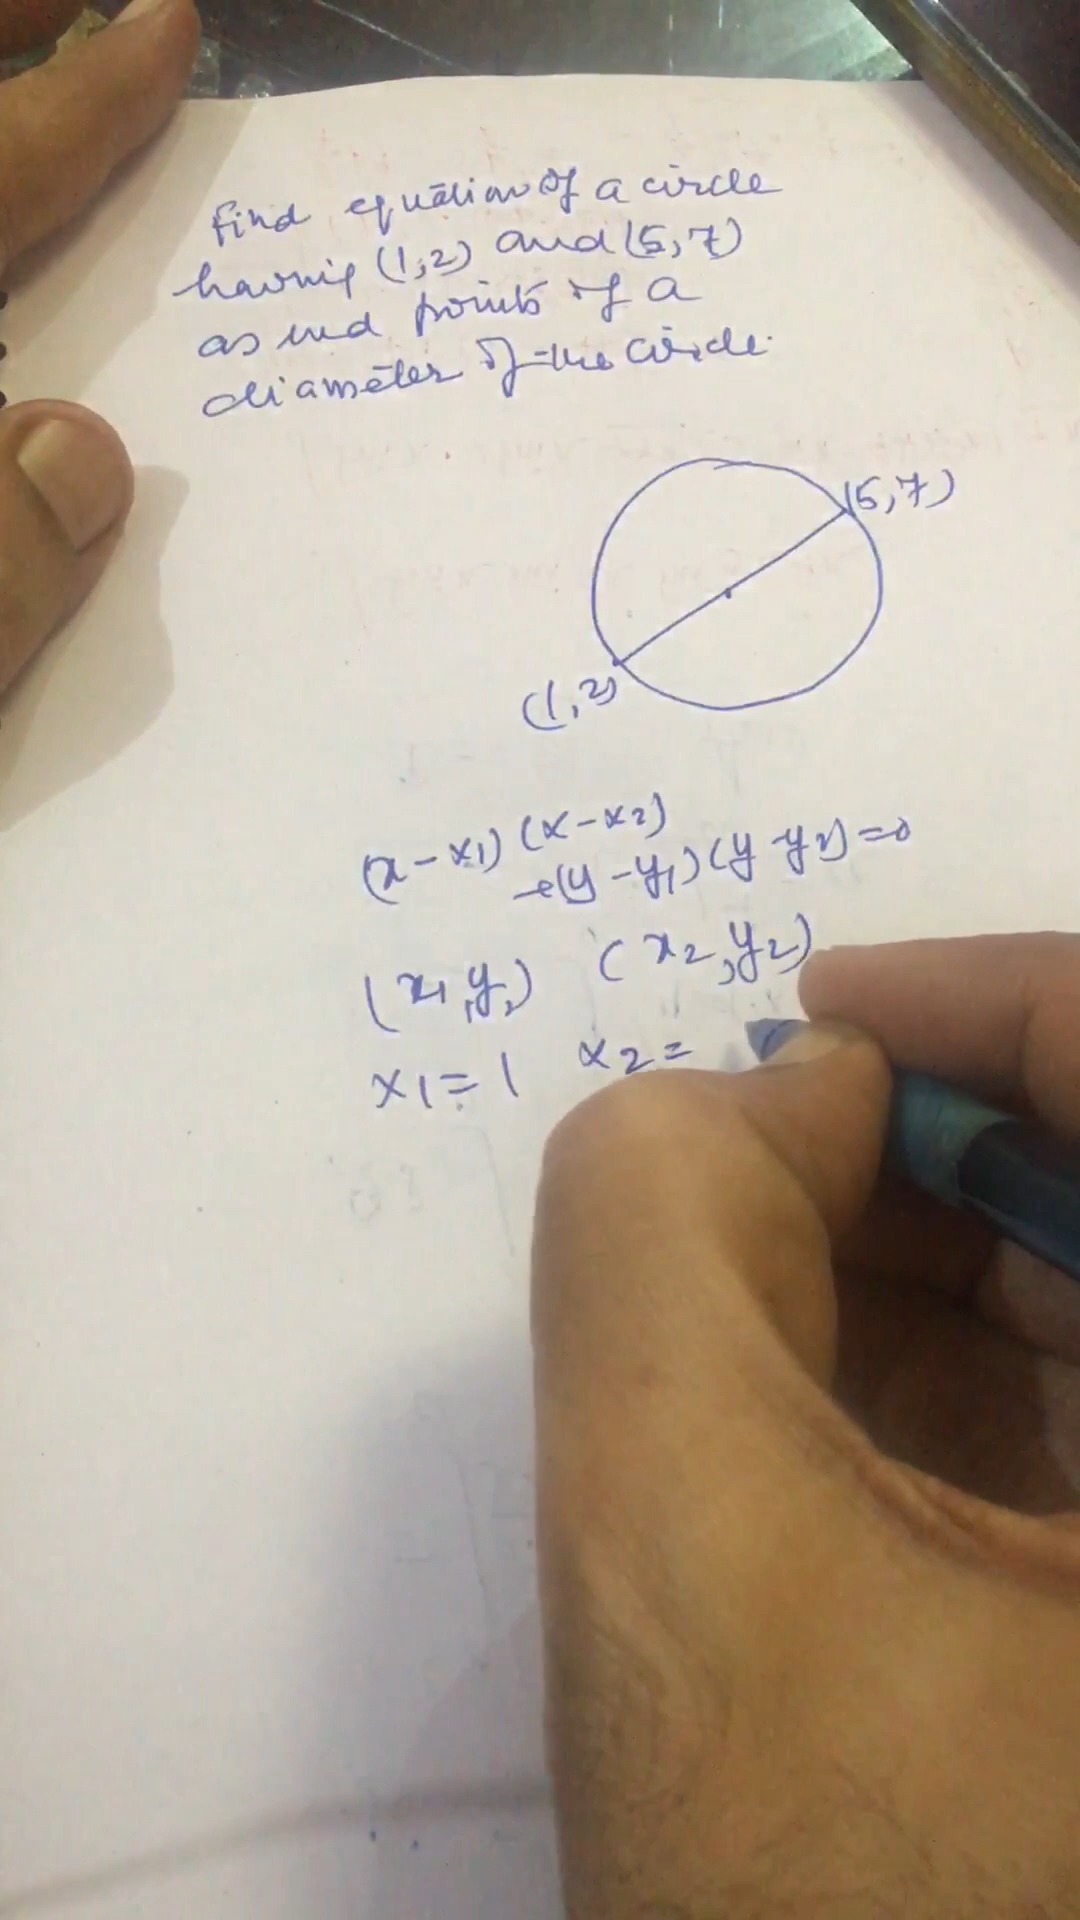 Find equation of a circle
having (1,2) and (5,7)
as end points of a
diameter of the circle.
(5,7)
(1,2)
(x-x1) (x-x2)
+(y-y1)(y-y2)=0
(x1,y1) (x2,y2)
x1=1 x2=